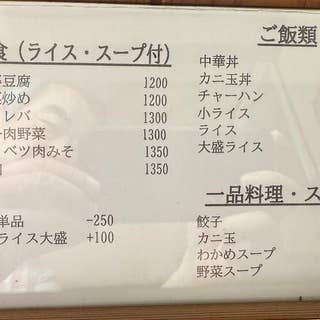 食（ライス・スープ付）
豆腐 1200
炒め 1200
レバ 1300
肉野菜 1300
ベツ肉みそ 1350
1350
単品 -250
ライス大盛 +100
ご飯類
中華丼
カニ玉丼
チャーハン
小ライス
ライス
大盛ライス
一品料理・ス
餃子
カニ玉
わかめスープ
野菜スープ